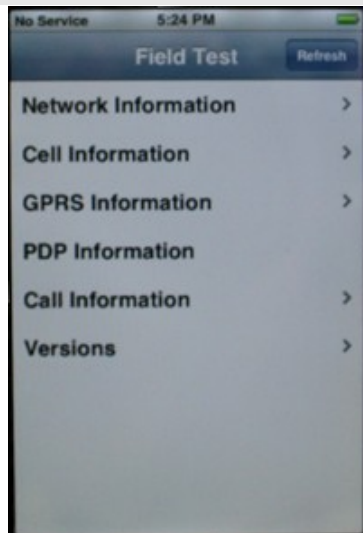 No Service 5:24 PM
Field Test Refresh
Network Information >
Cell Information >
GPRS Information >
PDP Information
Call Information >
Versions >